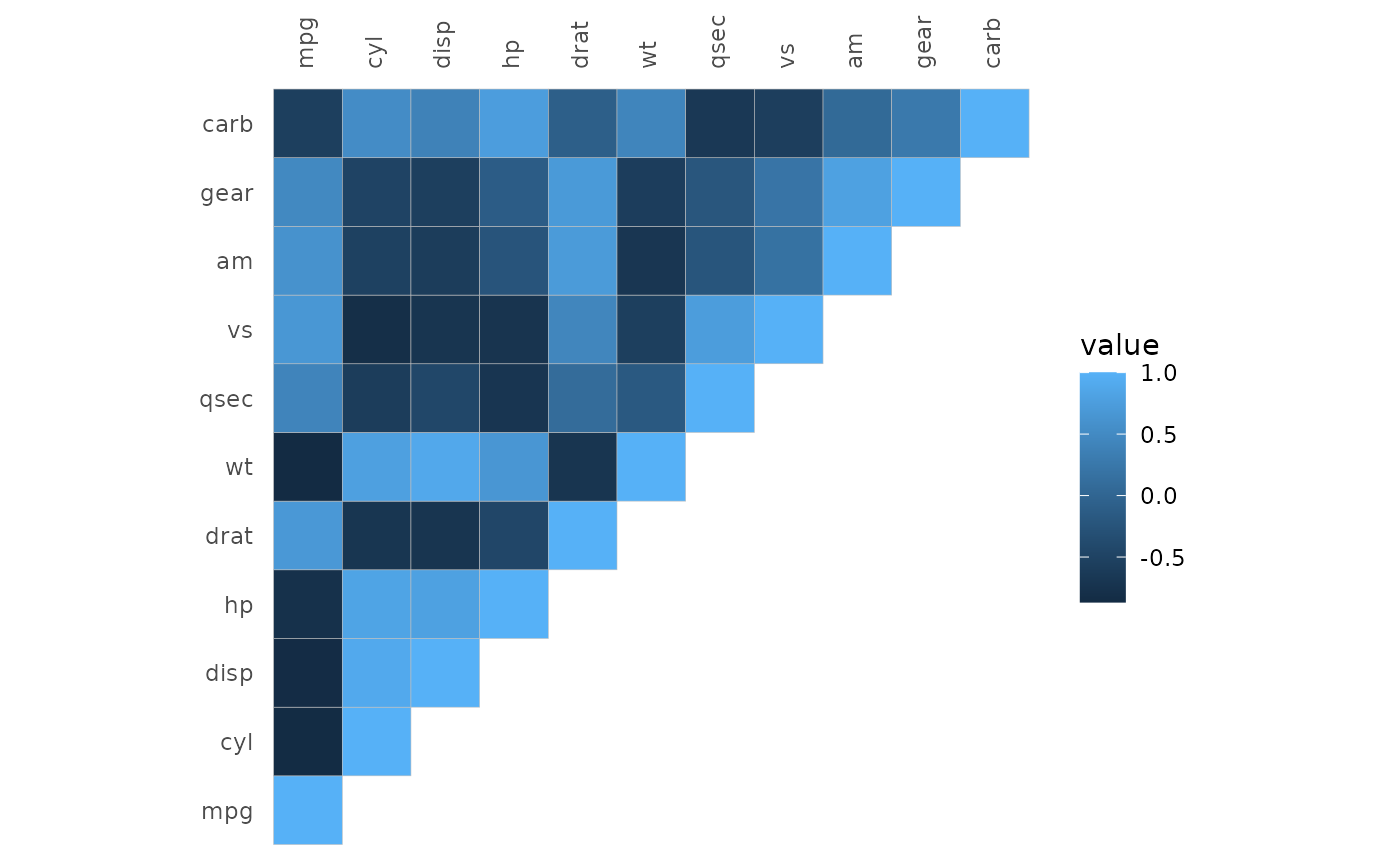 mpg cyl disp hp drat wt qsec vs am gear carb
carb
gear
am
vs
qsec
wt
drat
hp
disp
cyl
mpg
value
1.0
0.5
0.0
-0.5